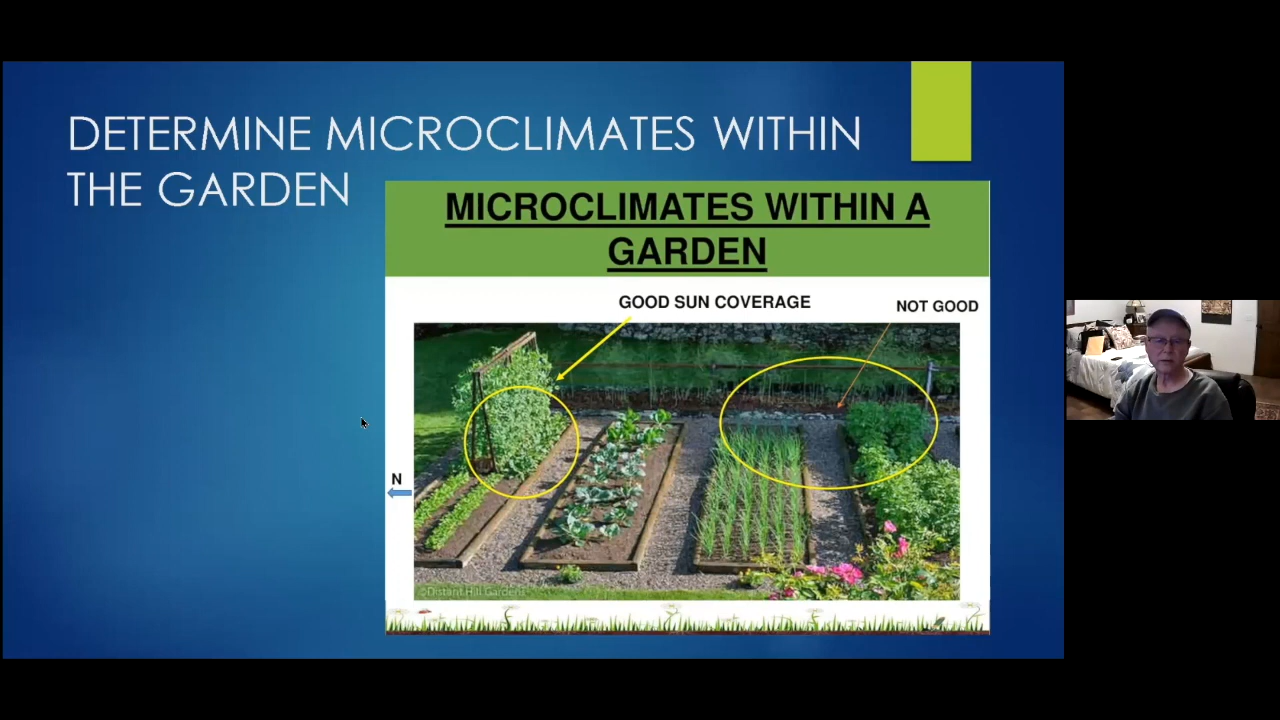 DETERMINE MICROCLIMATES WITHIN
THE GARDEN
MICROCLIMATES WITHIN A
GARDEN
GOOD SUN COVERAGE
NOT GOOD
N
©Distant Hill Gardens